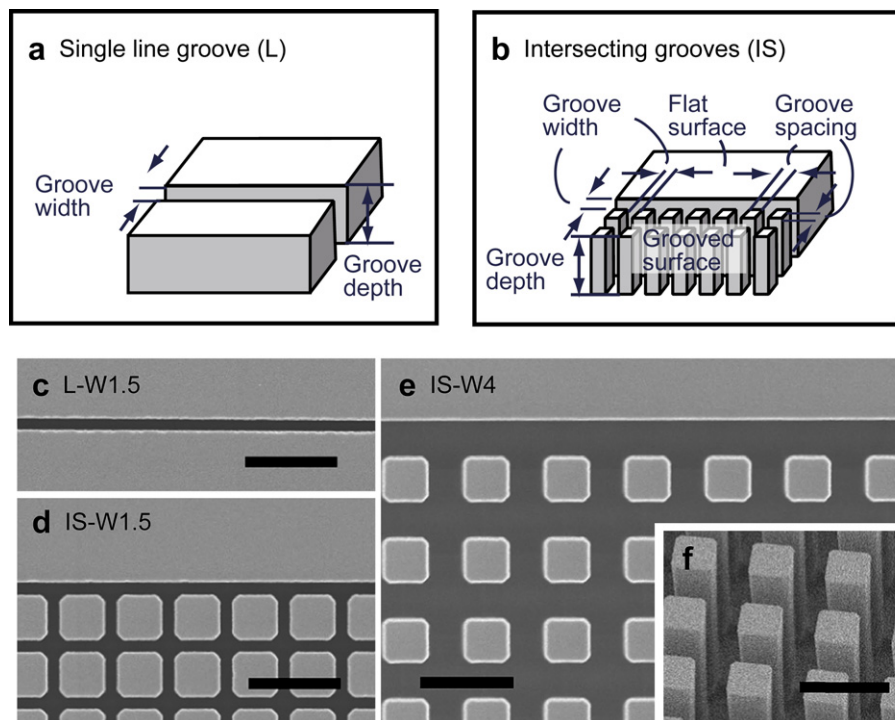 a Single line groove (L)
Groove
width
Groove
depth
b Intersecting grooves (IS)
Groove
width
Flat
surface
Groove
spacing
Groove
depth
Grooved
surface
c L-W1.5
d IS-W1.5
e IS-W4
f